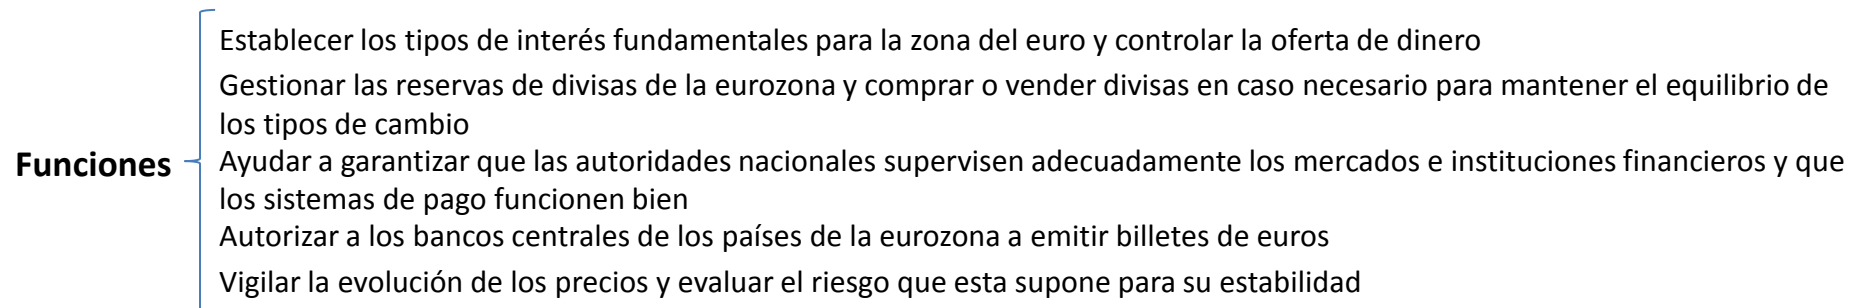 Establecer los tipos de interés fundamentales para la zona del euro y controlar la oferta de dinero
Gestionar las reservas de divisas de la eurozona y comprar o vender divisas en caso necesario para mantener el equilibrio de
los tipos de cambio
Funciones
Ayudar a garantizar que las autoridades nacionales supervisen adecuadamente los mercados e instituciones financieros y que
los sistemas de pago funcionen bien
Autorizar a los bancos centrales de los países de la eurozona a emitir billetes de euros
Vigilar la evolución de los precios y evaluar el riesgo que esta supone para su estabilidad